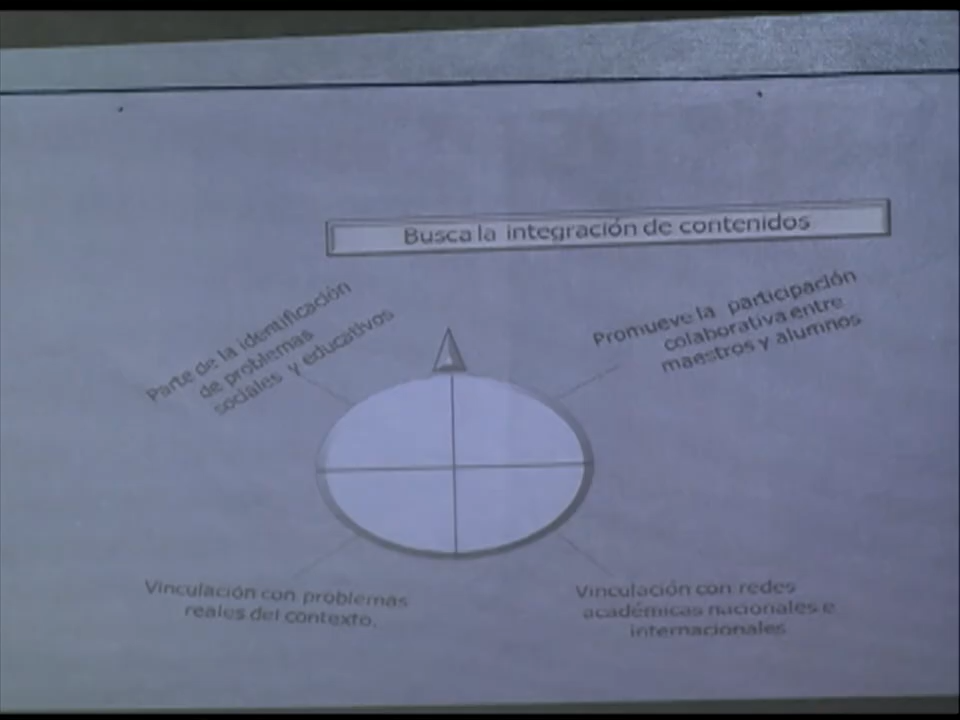 Busca la integración de contenidos
Parte de la identificación
de problemas
sociales y educativos
Promueve la participación
colaborativa entre
maestros y alumnos
Vinculación con problemas
reales del contexto.
Vinculación con redes
académicas nacionales e
internacionales